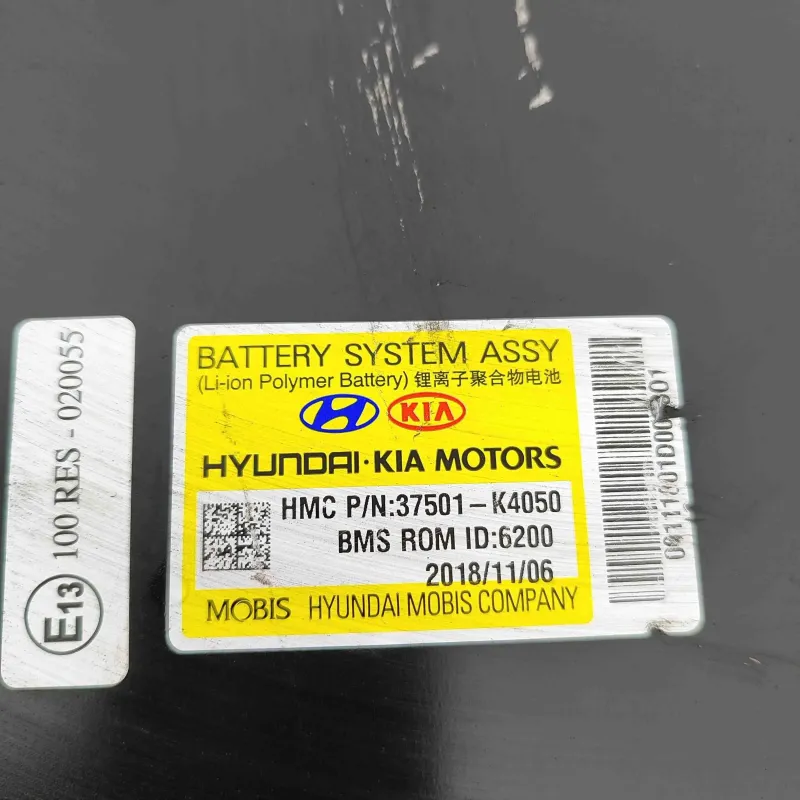 100 RES - 020055
E13
BATTERY SYSTEM ASSY
(Li-ion Polymer Battery) 锂离子聚合物电池
KIA
HYUNDAI·KIA MOTORS
HMC P/N:37501-K4050
BMS ROM ID:6200
2018/11/06
MOBIS HYUNDAI MOBIS COMPANY